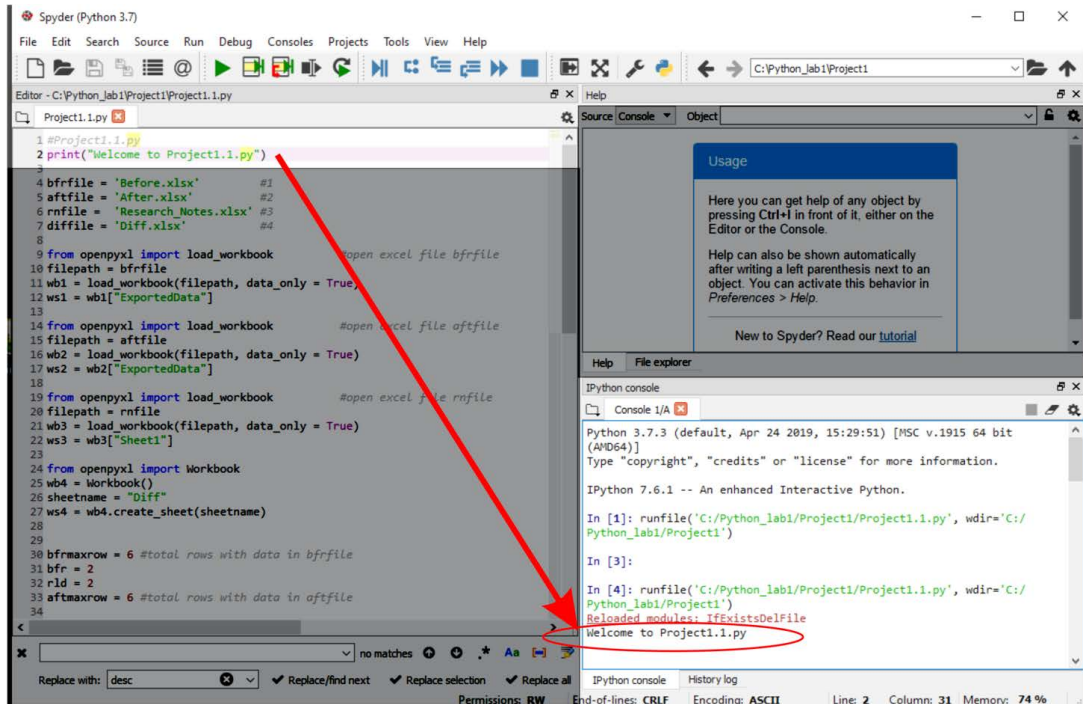 Spyder (Python 3.7)
File Edit Search Source Run Debug Consoles Projects Tools View Help
C:\Python_lab1\Project1
Editor - C:\Python_lab1\Project1\Project1.1.py
Project1.1.py
1 #Project1.1.py
2 print("Welcome to Project1.1.py")
3
4 bfrfile = 'Before.xlsx' #1
5 aftfile = 'After.xlsx' #2
6 rnfile = 'Research_Notes.xlsx' #3
7 diffile = 'Diff.xlsx' #4
8
9 from openpyxl import load_workbook #open excel file bfrfile
10 filepath = bfrfile
11 wb1 = load_workbook(filepath, data_only = True)
12 ws1 = wb1["ExportedData"]
13
14 from openpyxl import load_workbook #open excel file aftfile
15 filepath = aftfile
16 wb2 = load_workbook(filepath, data_only = True)
17 ws2 = wb2["ExportedData"]
18
19 from openpyxl import load_workbook #open excel file rnfile
20 filepath = rnfile
21 wb3 = load_workbook(filepath, data_only = True)
22 ws3 = wb3["Sheet1"]
23
24 from openpyxl import Workbook
25 wb4 = Workbook()
26 sheetname = "Diff"
27 ws4 = wb4.create_sheet(sheetname)
28
29
30 bfrmaxrow = 6 #total rows with data in bfrfile
31 bfr = 2
32 rld = 2
33 aftmaxrow = 6 #total rows with data in aftfile
34
no matches .* Aa
Replace with: desc Replace/find next Replace selection Replace all
Help
Source Console Object
Usage
Here you can get help of any object by
pressing Ctrl+I in front of it, either on the
Editor or the Console.
Help can also be shown automatically
after writing a left parenthesis next to an
object. You can activate this behavior in
Preferences > Help.
New to Spyder? Read our tutorial
Help File explorer
IPython console
Console 1/A
Python 3.7.3 (default, Apr 24 2019, 15:29:51) [MSC v.1915 64 bit
(AMD64)]
Type "copyright", "credits" or "license" for more information.
IPython 7.6.1 -- An enhanced Interactive Python.
In [1]: runfile('C:/Python_lab1/Project1/Project1.1.py', wdir='C:/
Python_lab1/Project1')
In [3]:
In [4]: runfile('C:/Python_lab1/Project1/Project1.1.py', wdir='C:/
Python_lab1/Project1')
Reloaded modules: IfExistsDelFile
Welcome to Project1.1.py
IPython console History log
Permissions: RW End-of-lines: CRLF Encoding: ASCII Line: 2 Column: 31 Memory: 74 %